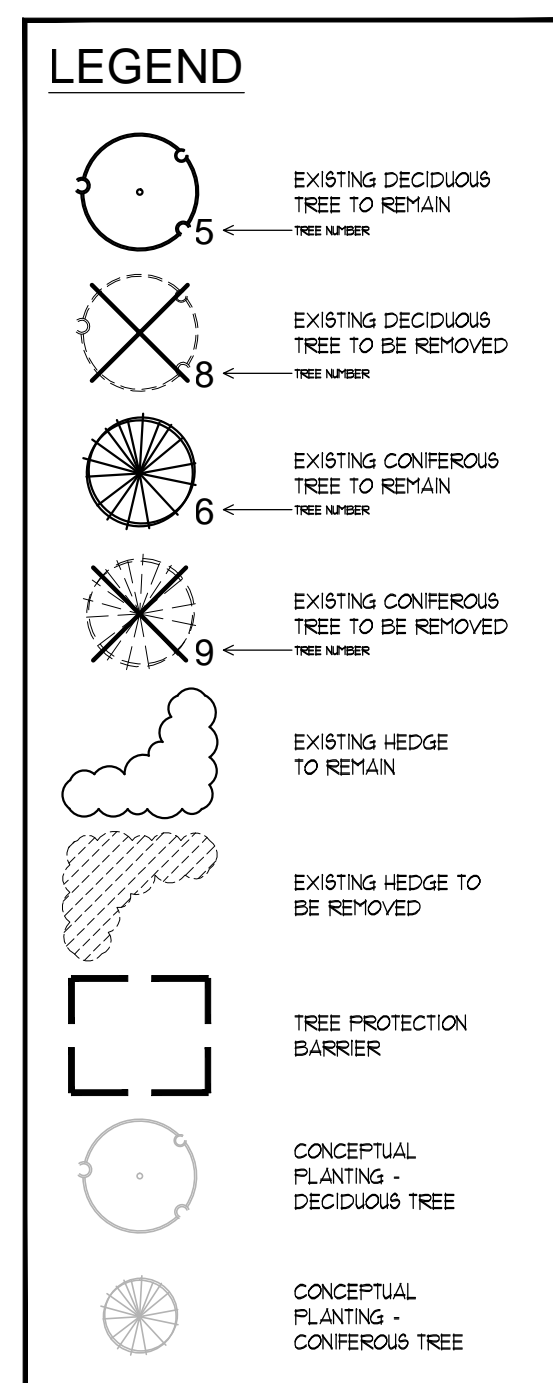 LEGEND
EXISTING DECIDUOUS
TREE TO REMAIN
5
TREE NUMBER
EXISTING DECIDUOUS
TREE TO BE REMOVED
8
TREE NUMBER
EXISTING CONIFEROUS
TREE TO REMAIN
6
TREE NUMBER
EXISTING CONIFEROUS
TREE TO BE REMOVED
9
TREE NUMBER
EXISTING HEDGE
TO REMAIN
EXISTING HEDGE TO
BE REMOVED
TREE PROTECTION
BARRIER
CONCEPTUAL
PLANTING -
DECIDUOUS TREE
CONCEPTUAL
PLANTING -
CONIFEROUS TREE